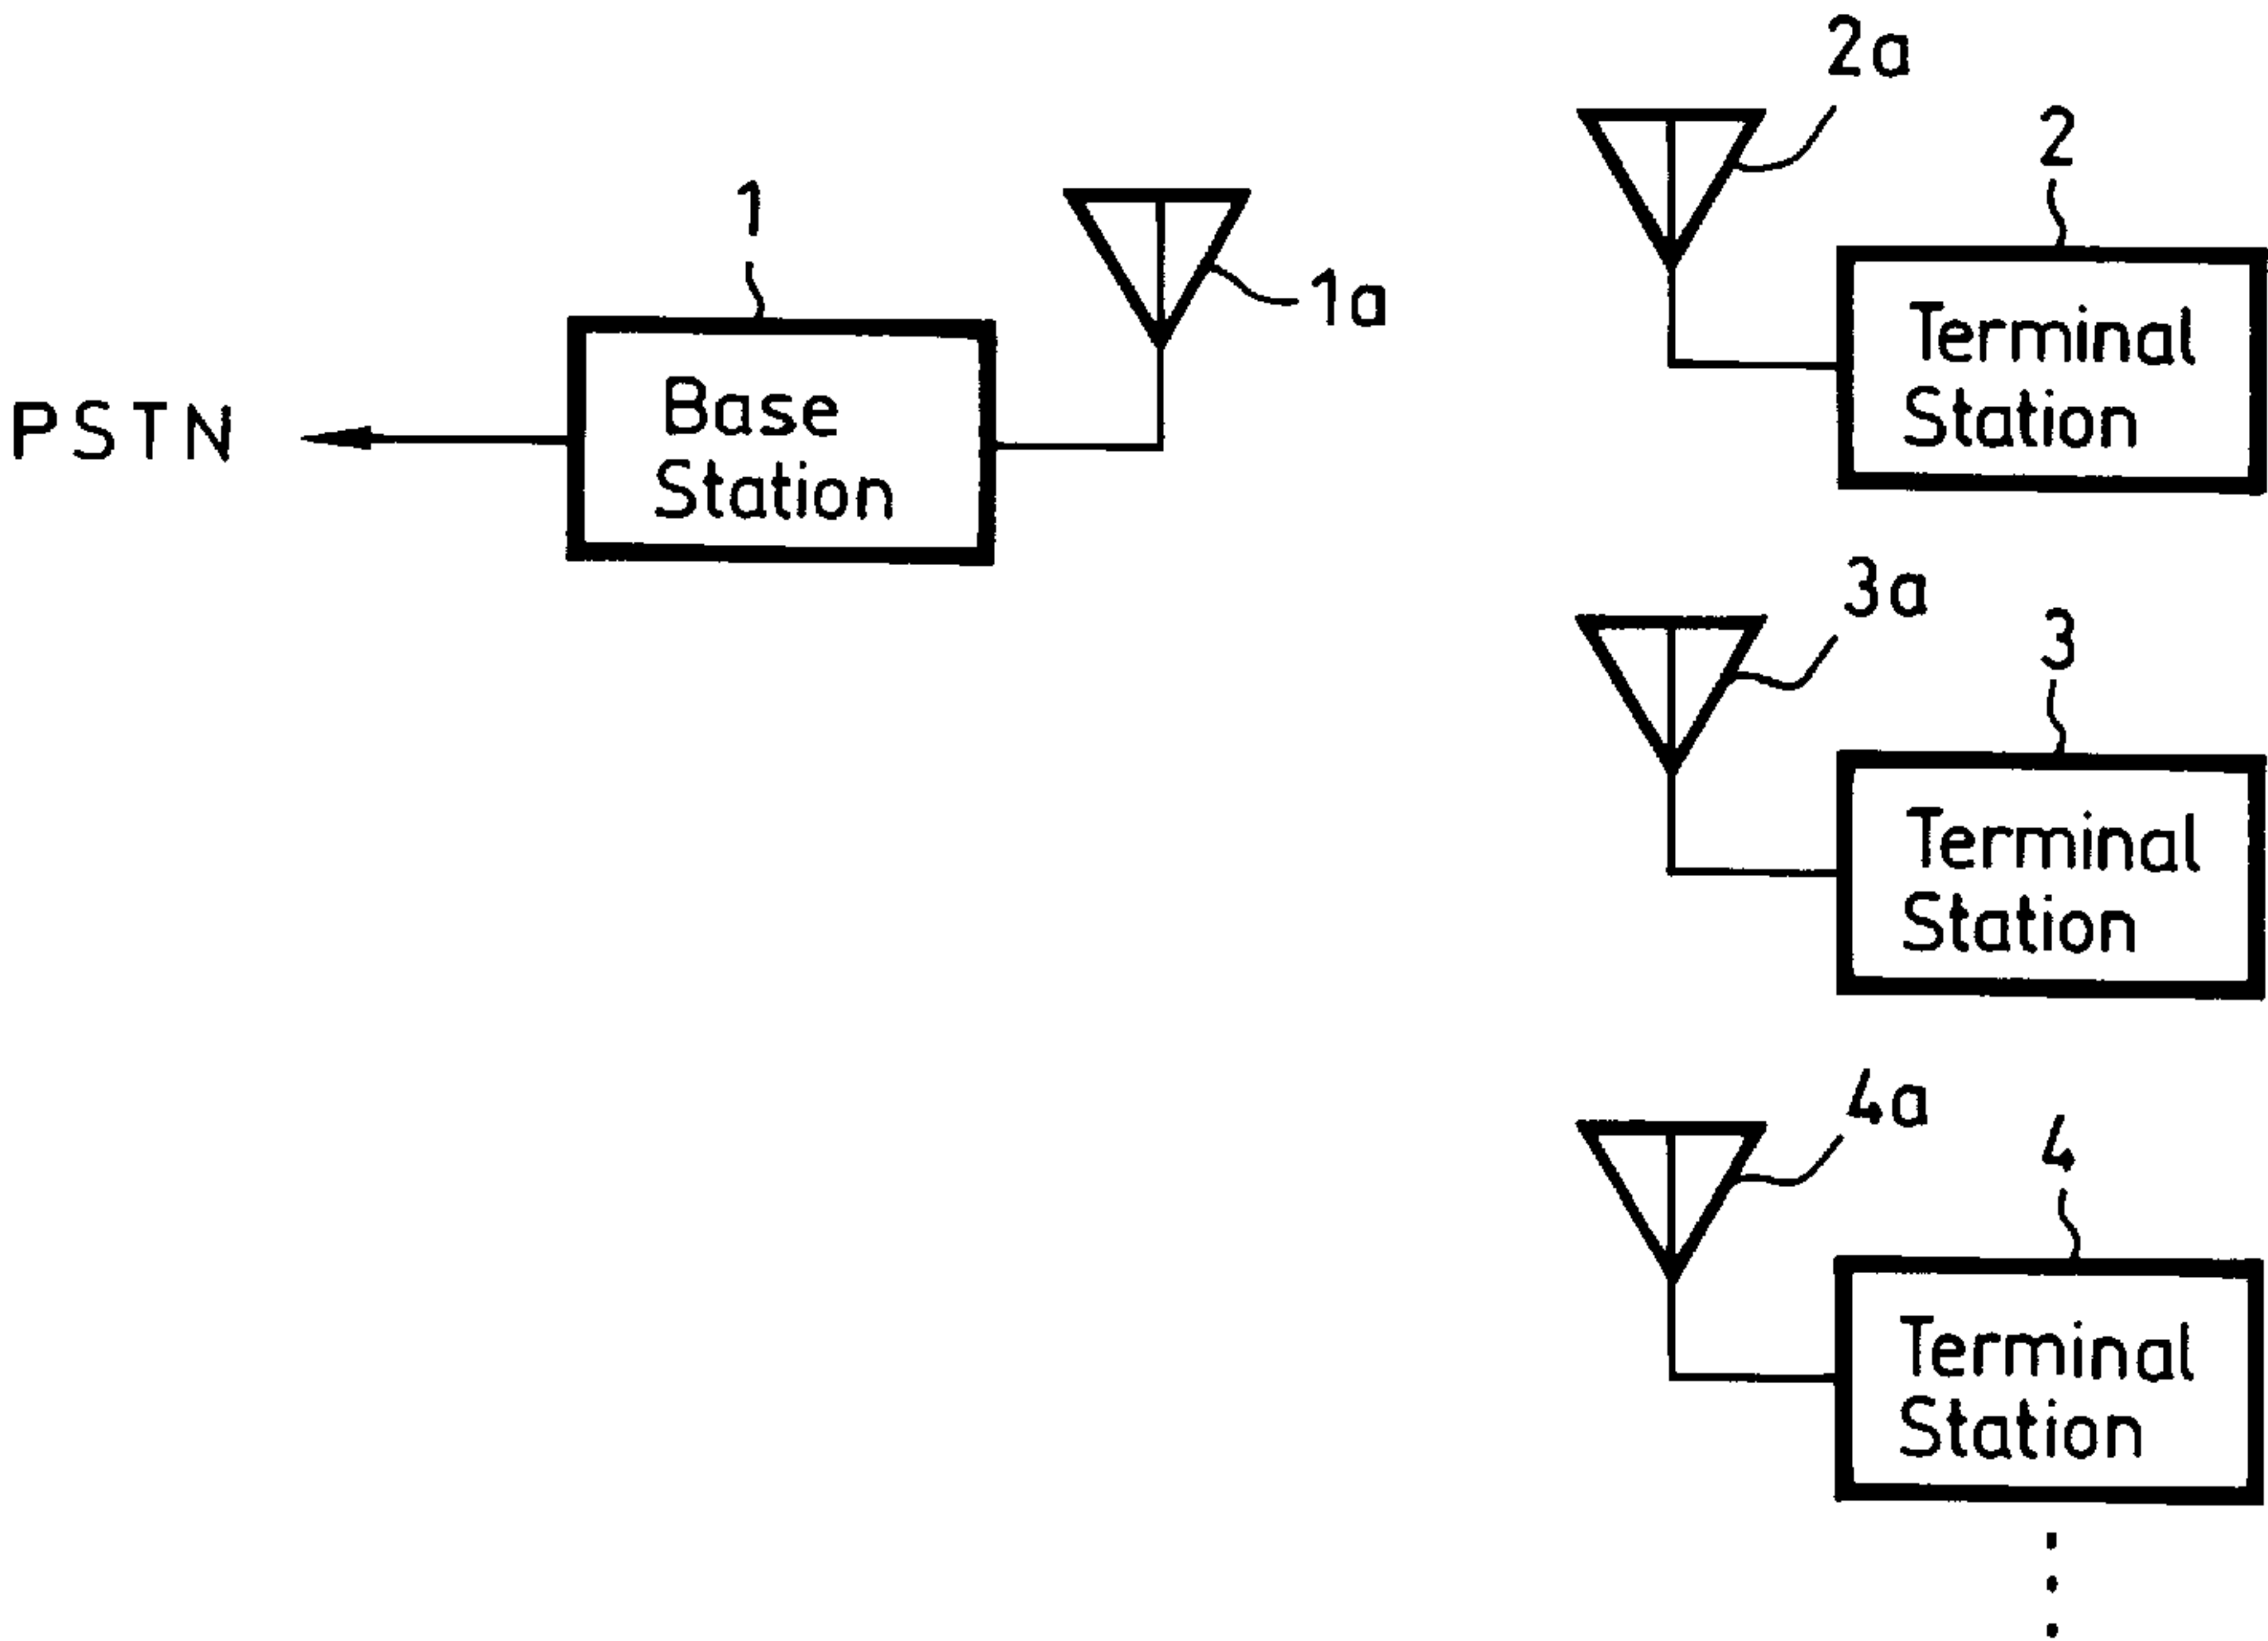 2a
2
1
1a
Terminal
Station
PSTN
Base
Station
3a
3
Terminal
Station
4a
4
Terminal
Station